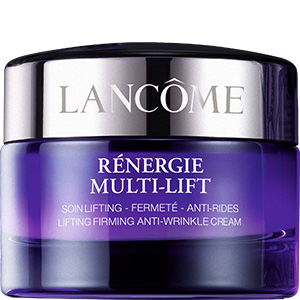 LANCÔME
RÉNERGIE
MULTI-LIFT
SOIN LIFTING - FERMETÉ - ANTI-RIDES
LIFTING FIRMING ANTI-WRINKLE CREAM